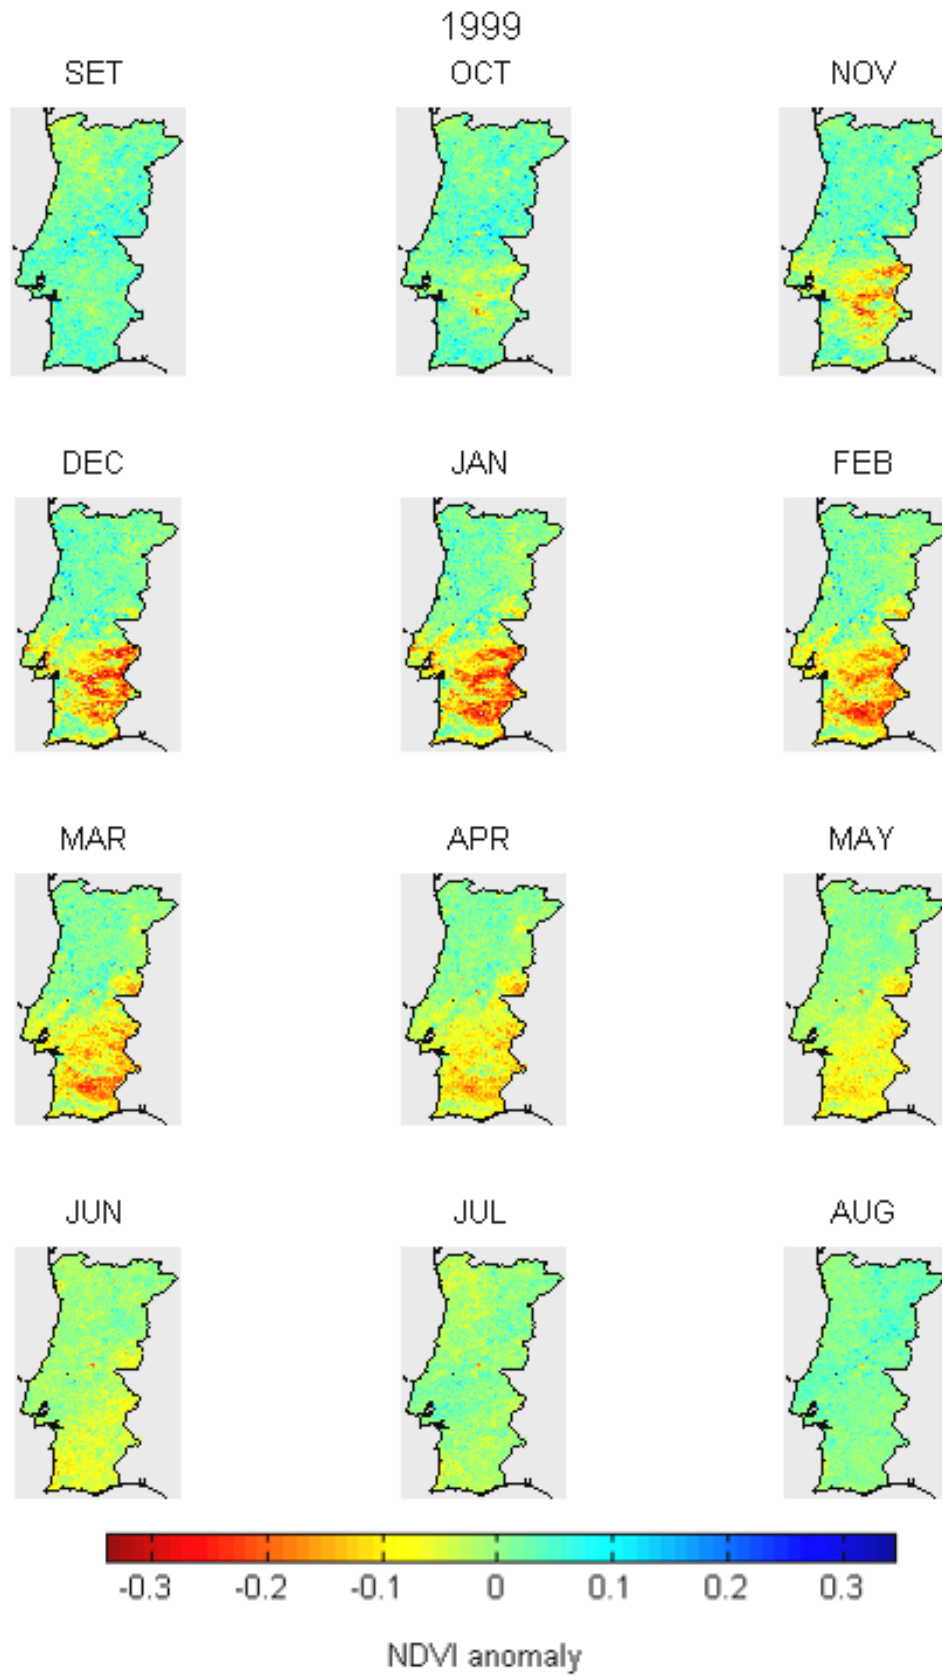 1999
SET OCT NOV
DEC JAN FEB
MAR APR MAY
JUN JUL AUG
-0.3 -0.2 -0.1 0 0.1 0.2 0.3
NDVI anomaly